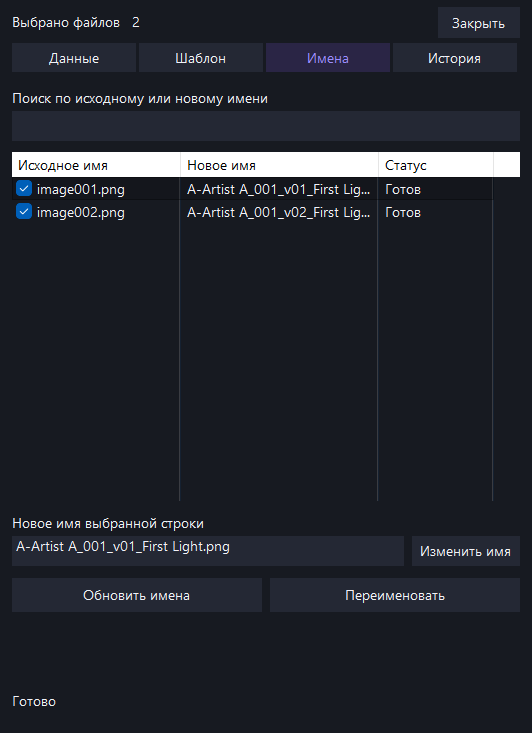 Выбрано файлов 2 Закрыть
Данные Шаблон Имена История
Поиск по исходному или новому имени
Исходное имя Новое имя Статус
image001.png A-Artist A_001_v01_First Lig... Готов
image002.png A-Artist A_001_v02_First Lig... Готов
Новое имя выбранной строки
A-Artist A_001_v01_First Light.png Изменить имя
Обновить имена Переименовать
Готово